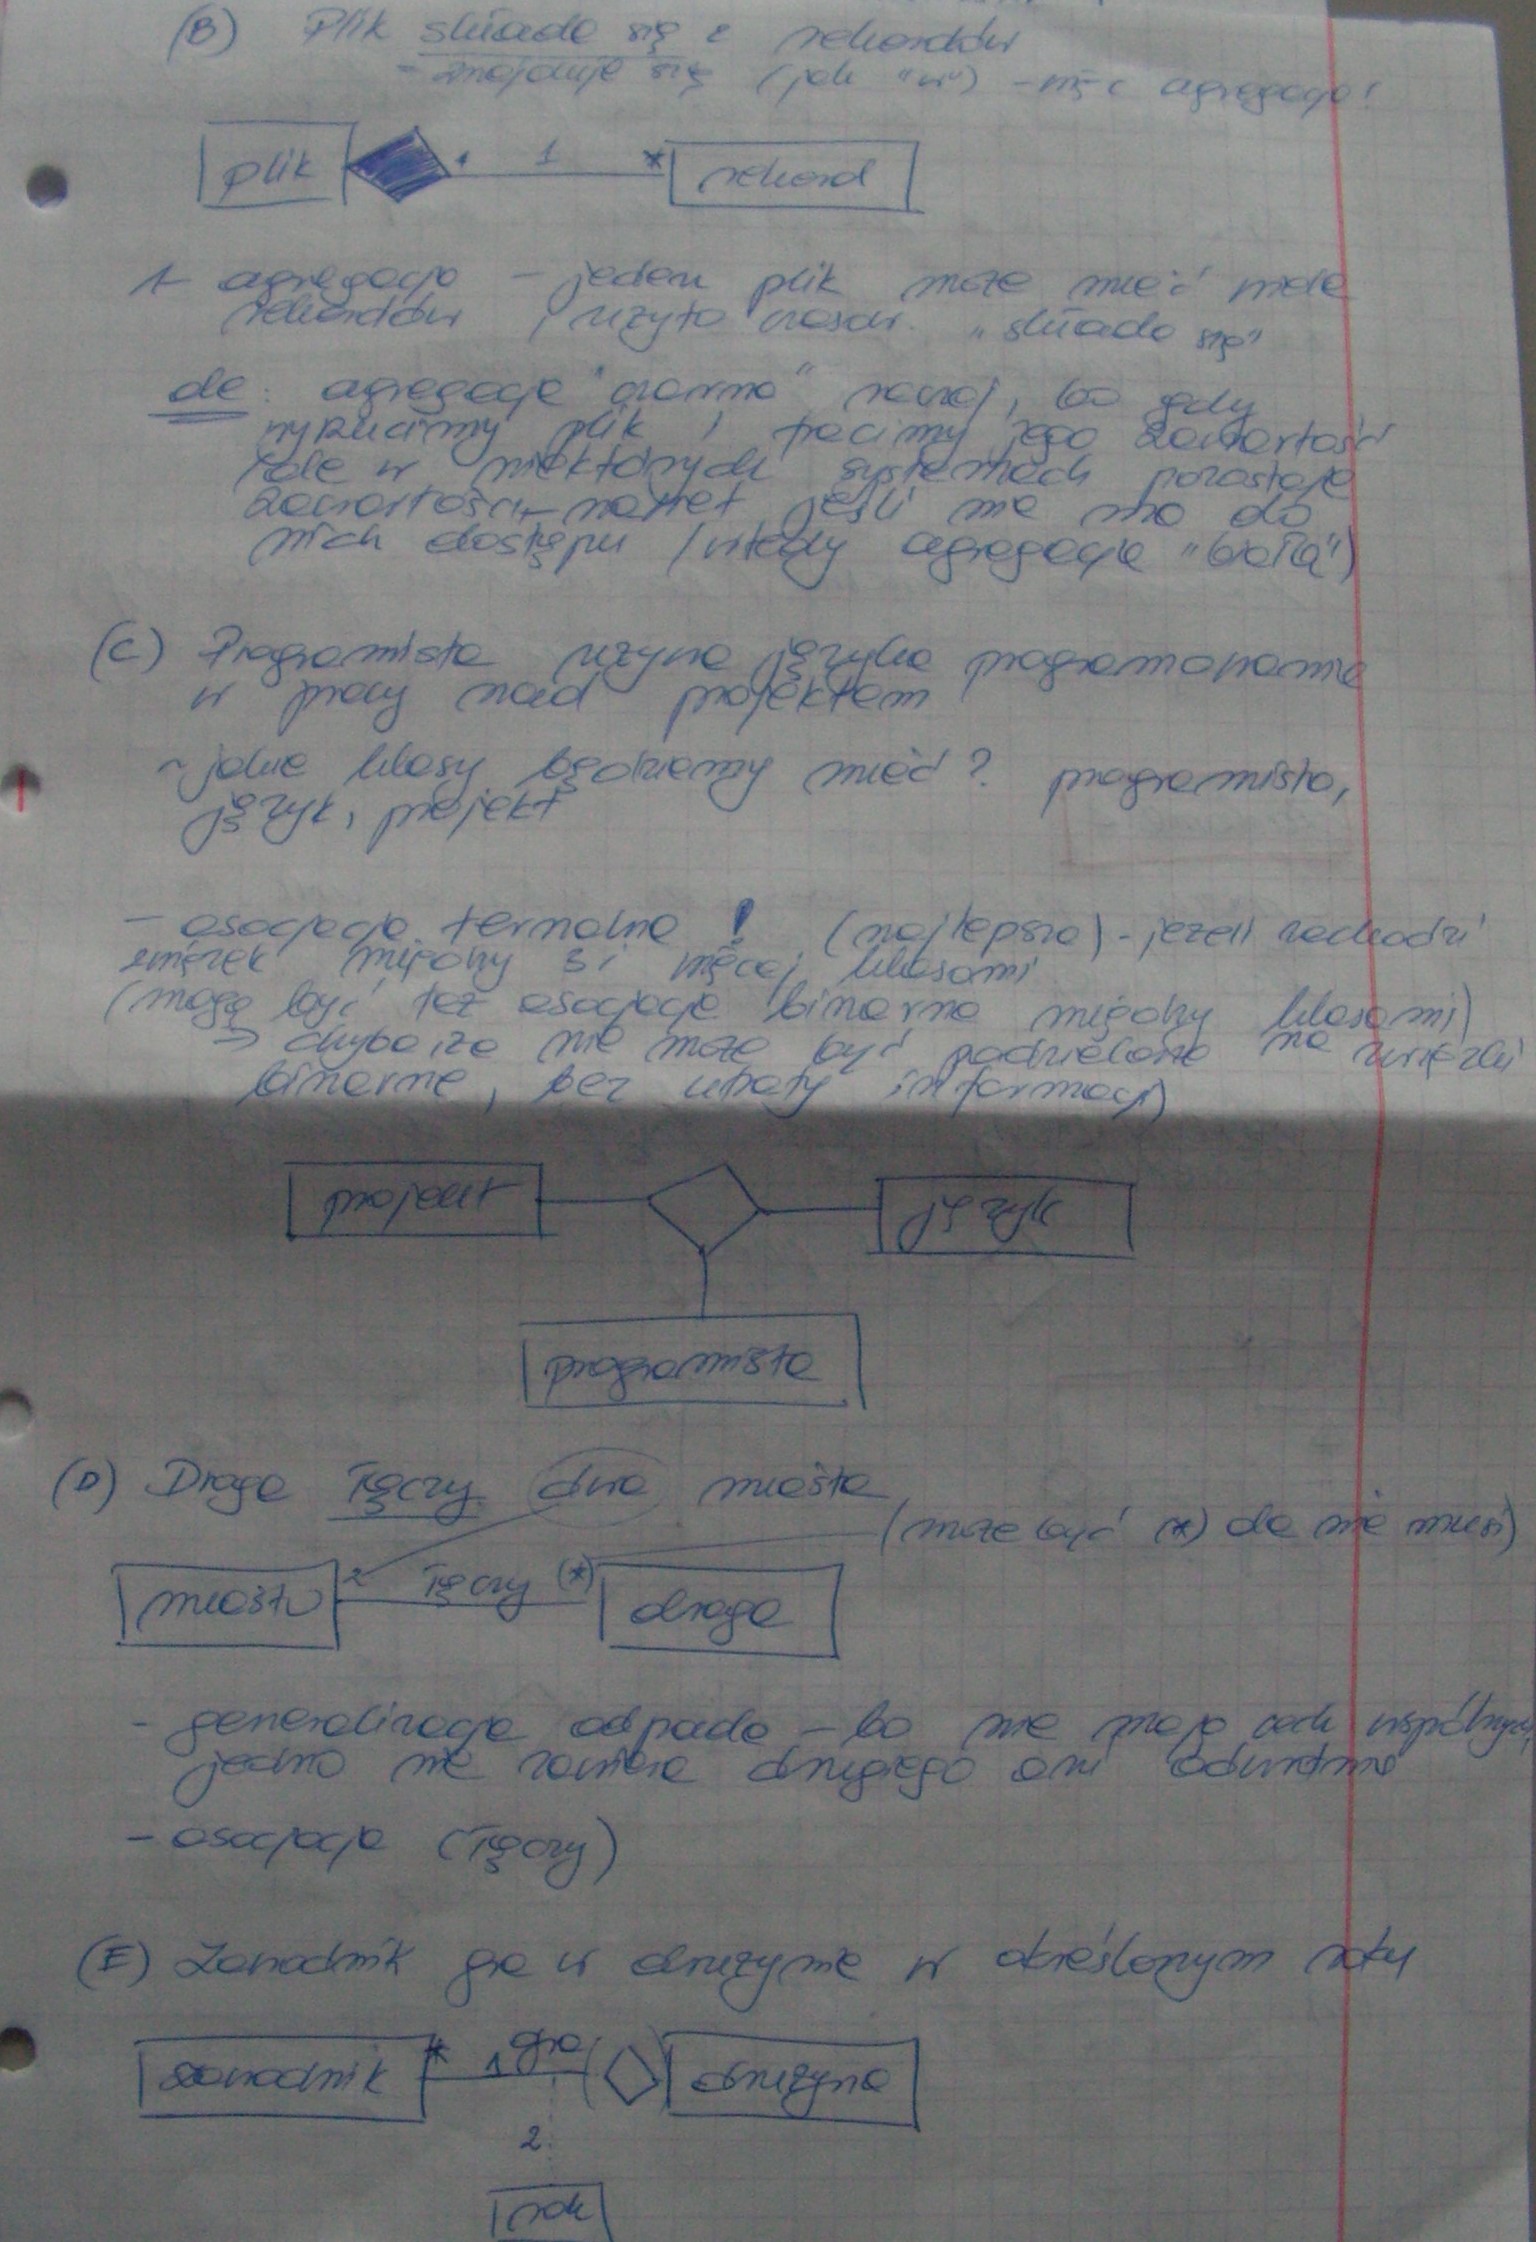 (B) Plik składa się z rekordów
- znajduje się (jak "w") - więc agregacja!
plik 1 * rekord
1 agregacja - jeden plik może mieć wiele
rekordów, użyto czasow. "składa się"
ale: agregacja "czarna" raczej, bo gdy
wyrzucimy plik, tracimy jego zawartość
(ale w niektórych systemach pozostaje
zawartość, nawet jeśli nie ma do
nich dostępu (wtedy agregacja "biała")
(C) Programista używa języka programowania
w pracy nad projektem
~ jakie klasy będziemy mieć? programista,
język, projekt
- asocjacja ternalna! (najlepsza) - jeżeli zachodzi
związek między 3 i więcej klasami
(mogą być też asocjacje binarne między klasami)
→ chyba że nie może być podzielone na związki
binarne, bez utraty informacji)
projekt język
programista
(D) Droga łączy dwa miasta
(może być (*) ale nie musi)
miasto 2 łączy (*) droga
- generalizacja odpada - bo nie mają cech wspólnych,
jedno nie zawiera drugiego ani odwrotnie
- asocjacja (łączy)
(E) Zawodnik gra w drużynie w określonym roku
zawodnik * 1 gra drużyna
2.
rok